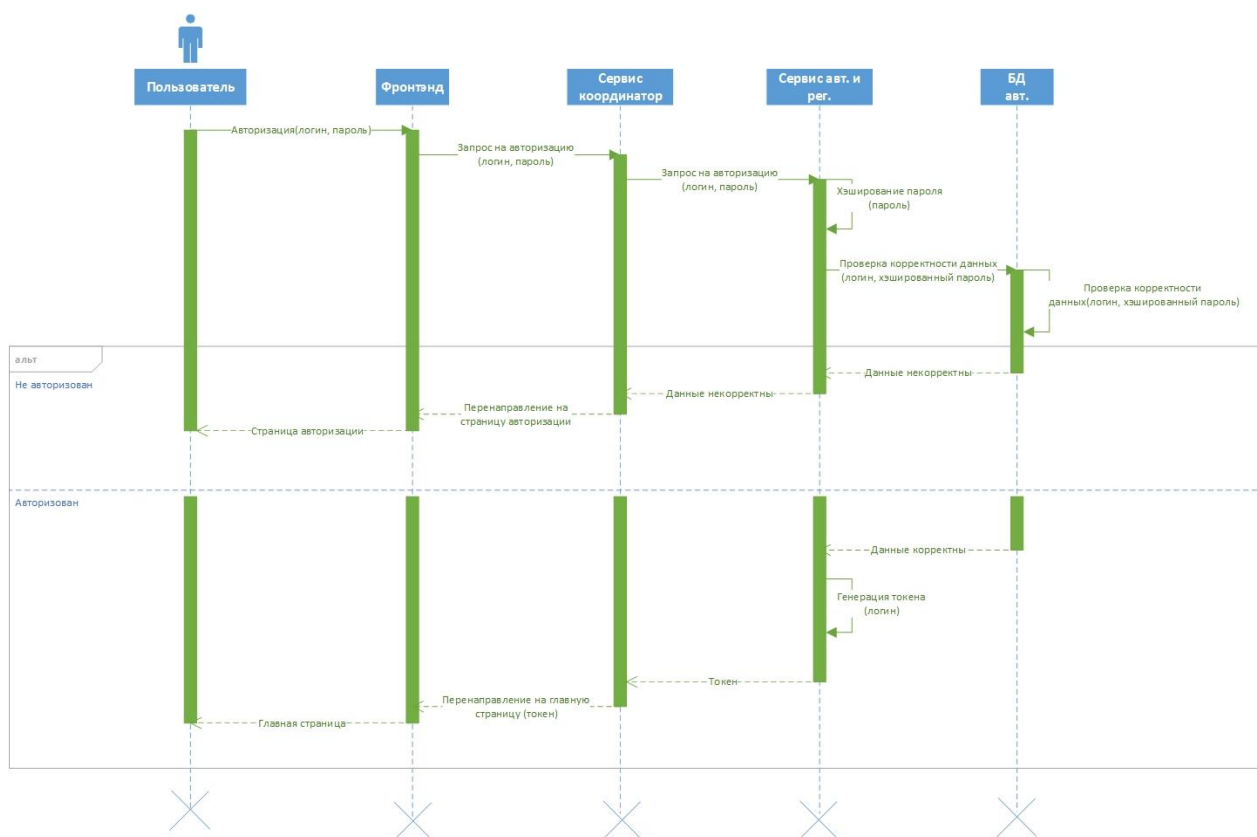 Пользователь
Фронтэнд
Сервис
координатор
Сервис авт. и
рег.
БД
авт.
Авторизация(логин, пароль)
Запрос на авторизацию
(логин, пароль)
Запрос на авторизацию
(логин, пароль)
Хэширование пароля
(пароль)
Проверка корректности данных
(логин, хэшированный пароль)
Проверка корректности
данных(логин, хэшированный пароль)
альт
Не авторизован
Данные некорректны
Данные некорректны
Перенаправление на
страницу авторизации
Страница авторизации
Авторизован
Данные корректны
Генерация токена
(логин)
Токен
Перенаправление на главную
страницу (токен)
Главная страница